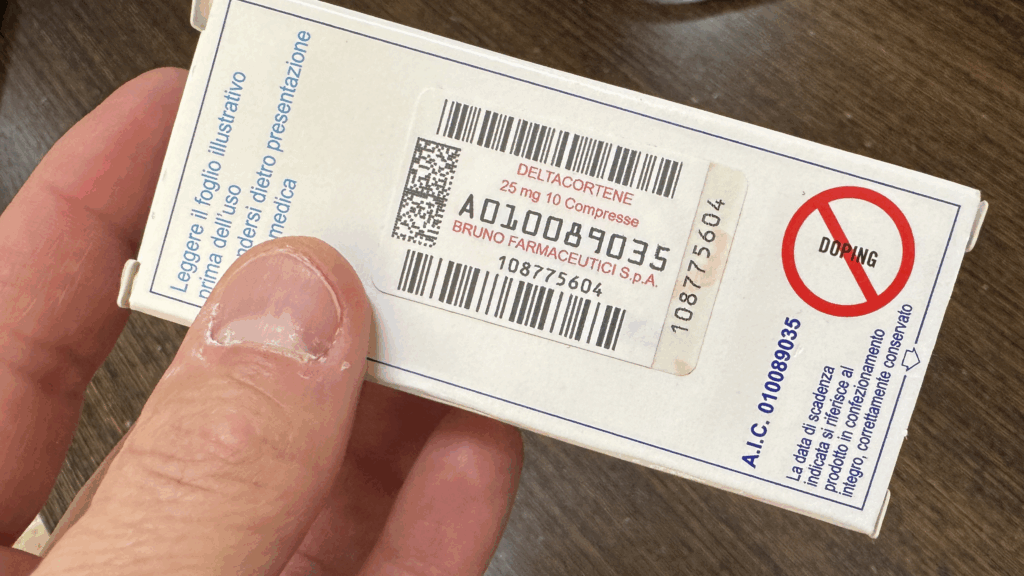 Leggere il foglio illustrativo
prima dell'uso
dietro presentazione
medica
DELTACORTENE
25 mg 10 Compresse
A010089035
BRUNO FARMACEUTICI S.p.A.
108775604
108775604
DOPING
A.I.C. 010089035
La data di scadenza
indicata si riferisce al
prodotto in confezionamento
integro, correttamente conservato